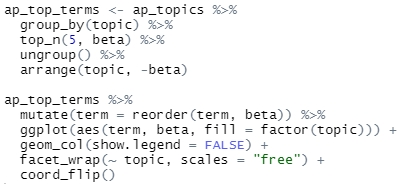 ap_top_terms <- ap_topics %>%
  group_by(topic) %>%
  top_n(5, beta) %>%
  ungroup() %>%
  arrange(topic, -beta)

ap_top_terms %>%
  mutate(term = reorder(term, beta)) %>%
  ggplot(aes(term, beta, fill = factor(topic))) +
  geom_col(show.legend = FALSE) +
  facet_wrap(~ topic, scales = "free") +
  coord_flip()